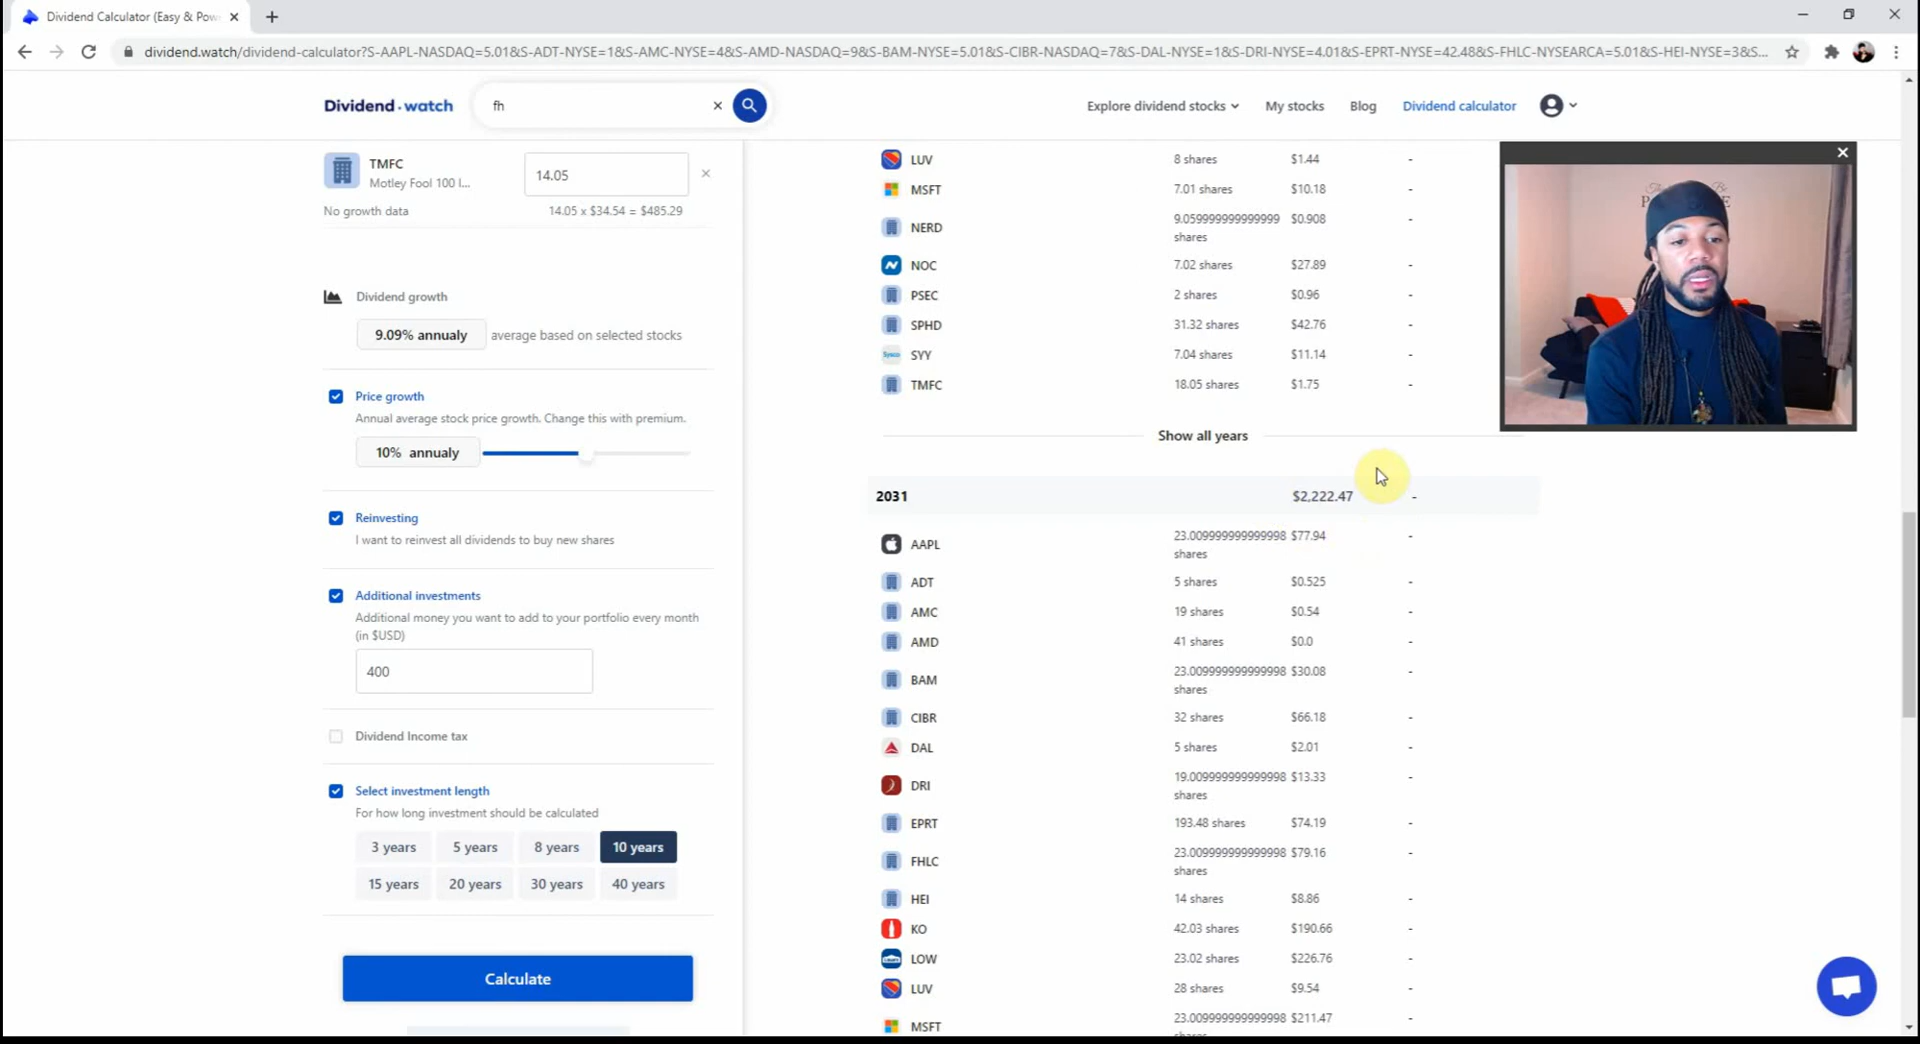 Dividend Calculator (Easy & Pow
dividend.watch/dividend-calculator?S-AAPL-NASDAQ=5.01&S-ADT-NYSE=1&S-AMC-NYSE=4&S-AMD-NASDAQ=9&S-BAM-NYSE=5.01&S-CIBR-NASDAQ=7&S-DAL-NYSE=1&S-DRI-NYSE=4.01&S-EPRT-NYSE=42.48&S-FHLC-NYSEARCA=5.01&S-HEI-NYSE=3&S...
Dividend·watch
fh
Explore dividend stocks
My stocks
Blog
Dividend calculator
TMFC
Motley Fool 100 I...
14.05
No growth data
14.05 x $34.54 = $485.29
Dividend growth
9.09% annualy
average based on selected stocks
Price growth
Annual average stock price growth. Change this with premium.
10% annualy
Reinvesting
I want to reinvest all dividends to buy new shares
Additional investments
Additional money you want to add to your portfolio every month
(in $USD)
400
Dividend Income tax
Select investment length
For how long investment should be calculated
3 years 5 years 8 years 10 years
15 years 20 years 30 years 40 years
Calculate
LUV 8 shares $1.44 -
MSFT 7.01 shares $10.18 -
NERD 9.059999999999999 $0.908 -
shares
NOC 7.02 shares $27.89 -
PSEC 2 shares $0.96 -
SPHD 31.32 shares $42.76 -
Sysco SYY 7.04 shares $11.14 -
TMFC 18.05 shares $1.75 -
Show all years
2031 $2,222.47 -
AAPL 23.009999999999998 $77.94 -
shares
ADT 5 shares $0.525 -
AMC 19 shares $0.54 -
AMD 41 shares $0.0 -
BAM 23.009999999999998 $30.08 -
shares
CIBR 32 shares $66.18 -
DAL 5 shares $2.01 -
DRI 19.009999999999998 $13.33 -
shares
EPRT 193.48 shares $74.19 -
FHLC 23.009999999999998 $79.16 -
shares
HEI 14 shares $8.86 -
KO 42.03 shares $190.66 -
LOW 23.02 shares $226.76 -
LUV 28 shares $9.54 -
MSFT 23.009999999999998 $211.47 -